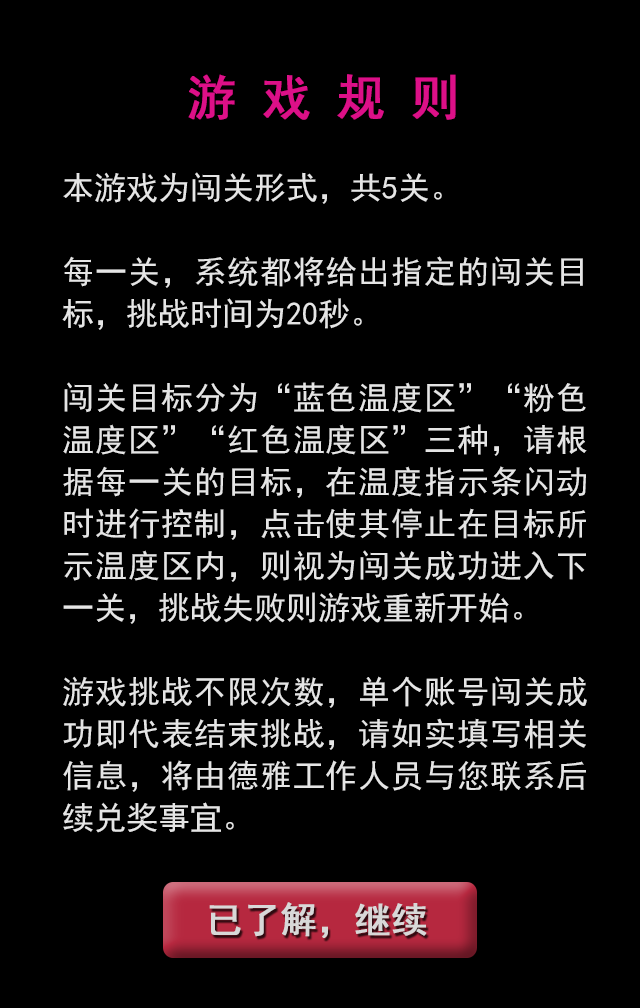 游戏规则
本游戏为闯关形式，共5关。
每一关，系统都将给出指定的闯关目
标，挑战时间为20秒。
闯关目标分为“蓝色温度区”“粉色
温度区”“红色温度区”三种，请根
据每一关的目标，在温度指示条闪动
时进行控制，点击使其停止在目标所
示温度区内，则视为闯关成功进入下
一关，挑战失败则游戏重新开始。
游戏挑战不限次数，单个账号闯关成
功即代表结束挑战，请如实填写相关
信息，将由德雅工作人员与您联系后
续兑奖事宜。
已了解，继续